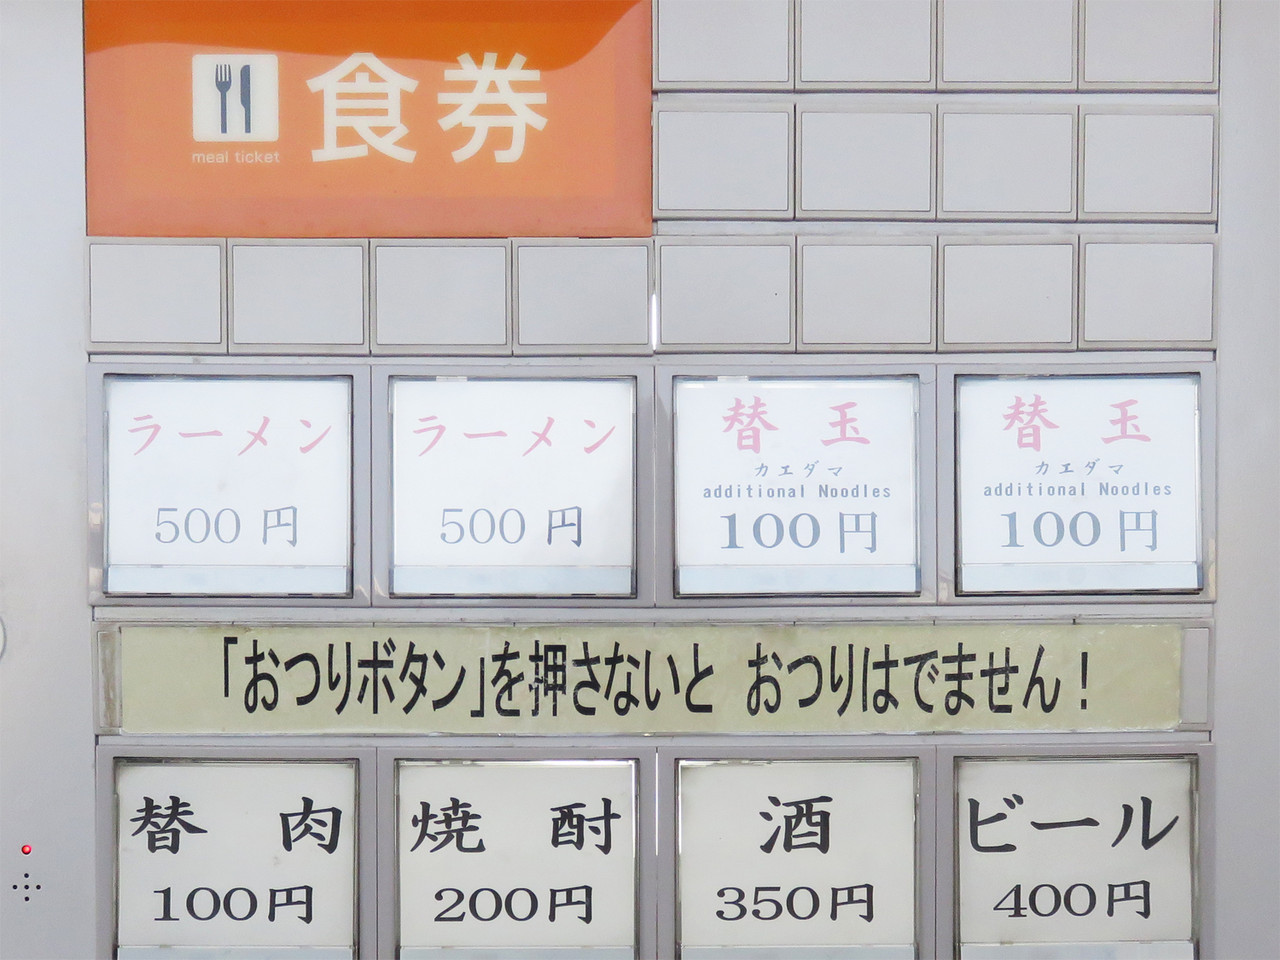 食券
meal ticket
ラーメン
500円
ラーメン
500円
替玉
カエダマ
additional Noodles
100円
替玉
カエダマ
additional Noodles
100円
「おつりボタン」を押さないと おつりはでません！
替肉
100円
焼酎
200円
酒
350円
ビール
400円